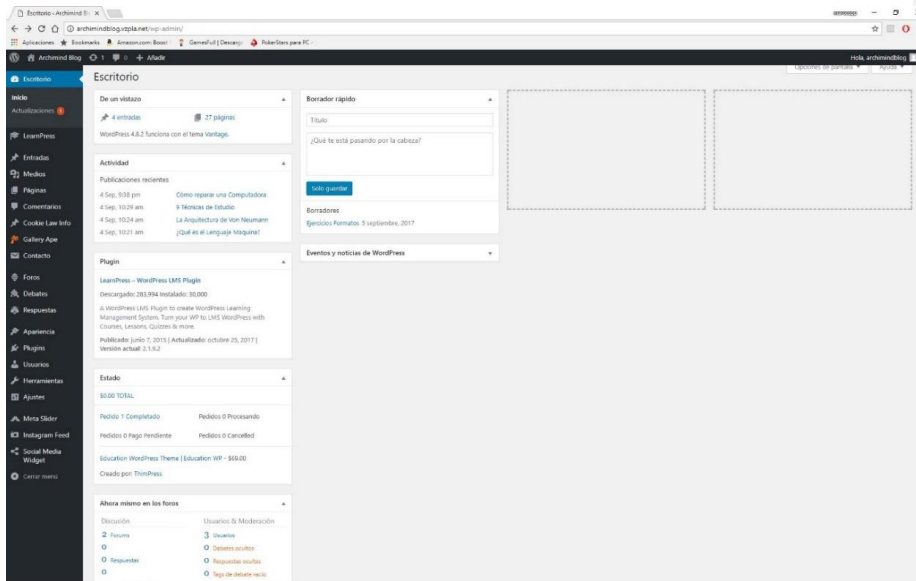 Escritorio ‹ Archimind Bl
archimindblog.vzpla.net/wp-admin/
Aplicaciones Bookmarks Amazon.com: Boost GamesFull | Descarga PokerStars para PC -
Archimind Blog 1 0 Añadir
Hola, archimindblog
Opciones de pantalla Ayuda
Escritorio
Inicio
Actualizaciones
LearnPress
Entradas
Medios
Páginas
Comentarios
Cookie Law Info
Gallery Ape
Contacto
Foros
Debates
Respuestas
Apariencia
Plugins
Usuarios
Herramientas
Ajustes
Meta Slider
Instagram Feed
Social Media
Widget
Cerrar menú
Escritorio
De un vistazo
4 entradas 27 páginas
WordPress 4.8.2 funciona con el tema Vantage.
Actividad
Publicaciones recientes
4 Sep, 9:38 pm Cómo reparar una Computadora
4 Sep, 10:29 am 9 Técnicas de Estudio
4 Sep, 10:24 am La Arquitectura de Von Neumann
4 Sep, 10:21 am ¿Qué es el Lenguaje Maquina?
Plugin
LearnPress – WordPress LMS Plugin
Descargado: 283,994 Instalado: 30,000
A WordPress LMS Plugin to create WordPress Learning
Management System. Turn your WP to LMS WordPress with
Courses, Lessons, Quizzes & more.
Publicado: junio 7, 2015 | Actualizado: octubre 25, 2017 |
Versión actual: 2.1.9.2
Estado
$0.00 TOTAL
Pedido 1 Completado Pedidos 0 Procesando
Pedidos 0 Pago Pendiente Pedidos 0 Cancelled
Education WordPress Theme | Education WP - $69.00
Creado por: ThimPress
Ahora mismo en los foros
Discusión Usuarios & Moderación
2 Forums 3 Usuarios
0 0 Debates ocultos
0 Respuestas 0 Respuestas ocultas
0 0 Tags de debate vacío
Borrador rápido
Título
¿Qué te está pasando por la cabeza?
Solo guardar
Borradores
Ejercicios Formatos 5 septiembre, 2017
Eventos y noticias de WordPress